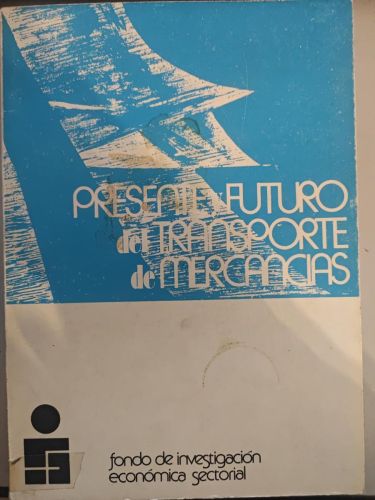 PRESENTE y FUTURO
del TRANSPORTE
de MERCANCIAS
fondo de investigación
económica sectorial